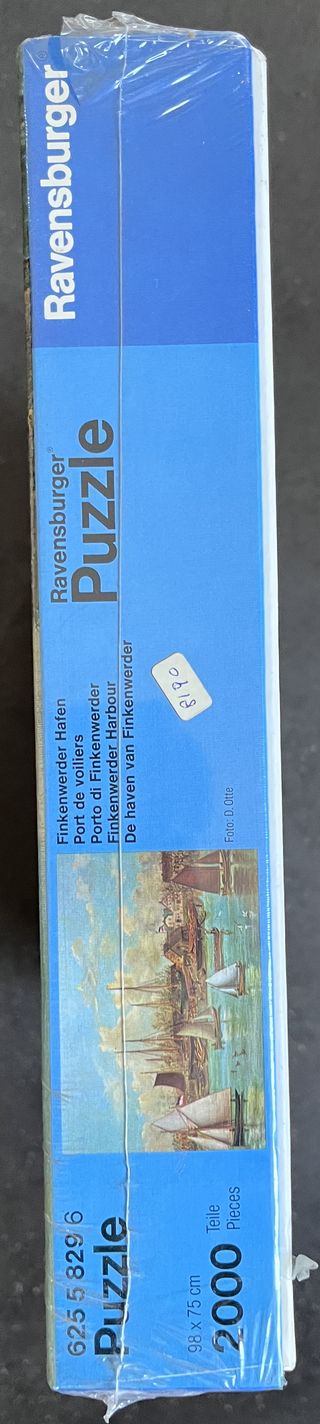 625 5 829 6
Puzzle
98 x 75 cm
2000 Teile
Pieces
Finkenwerder Hafen
Port de voiliers
Porto di Finkenwerder
Finkenwerder Harbour
De haven van Finkenwerder
Foto: D. Otte
Ravensburger®
Puzzle
Ravensburger®